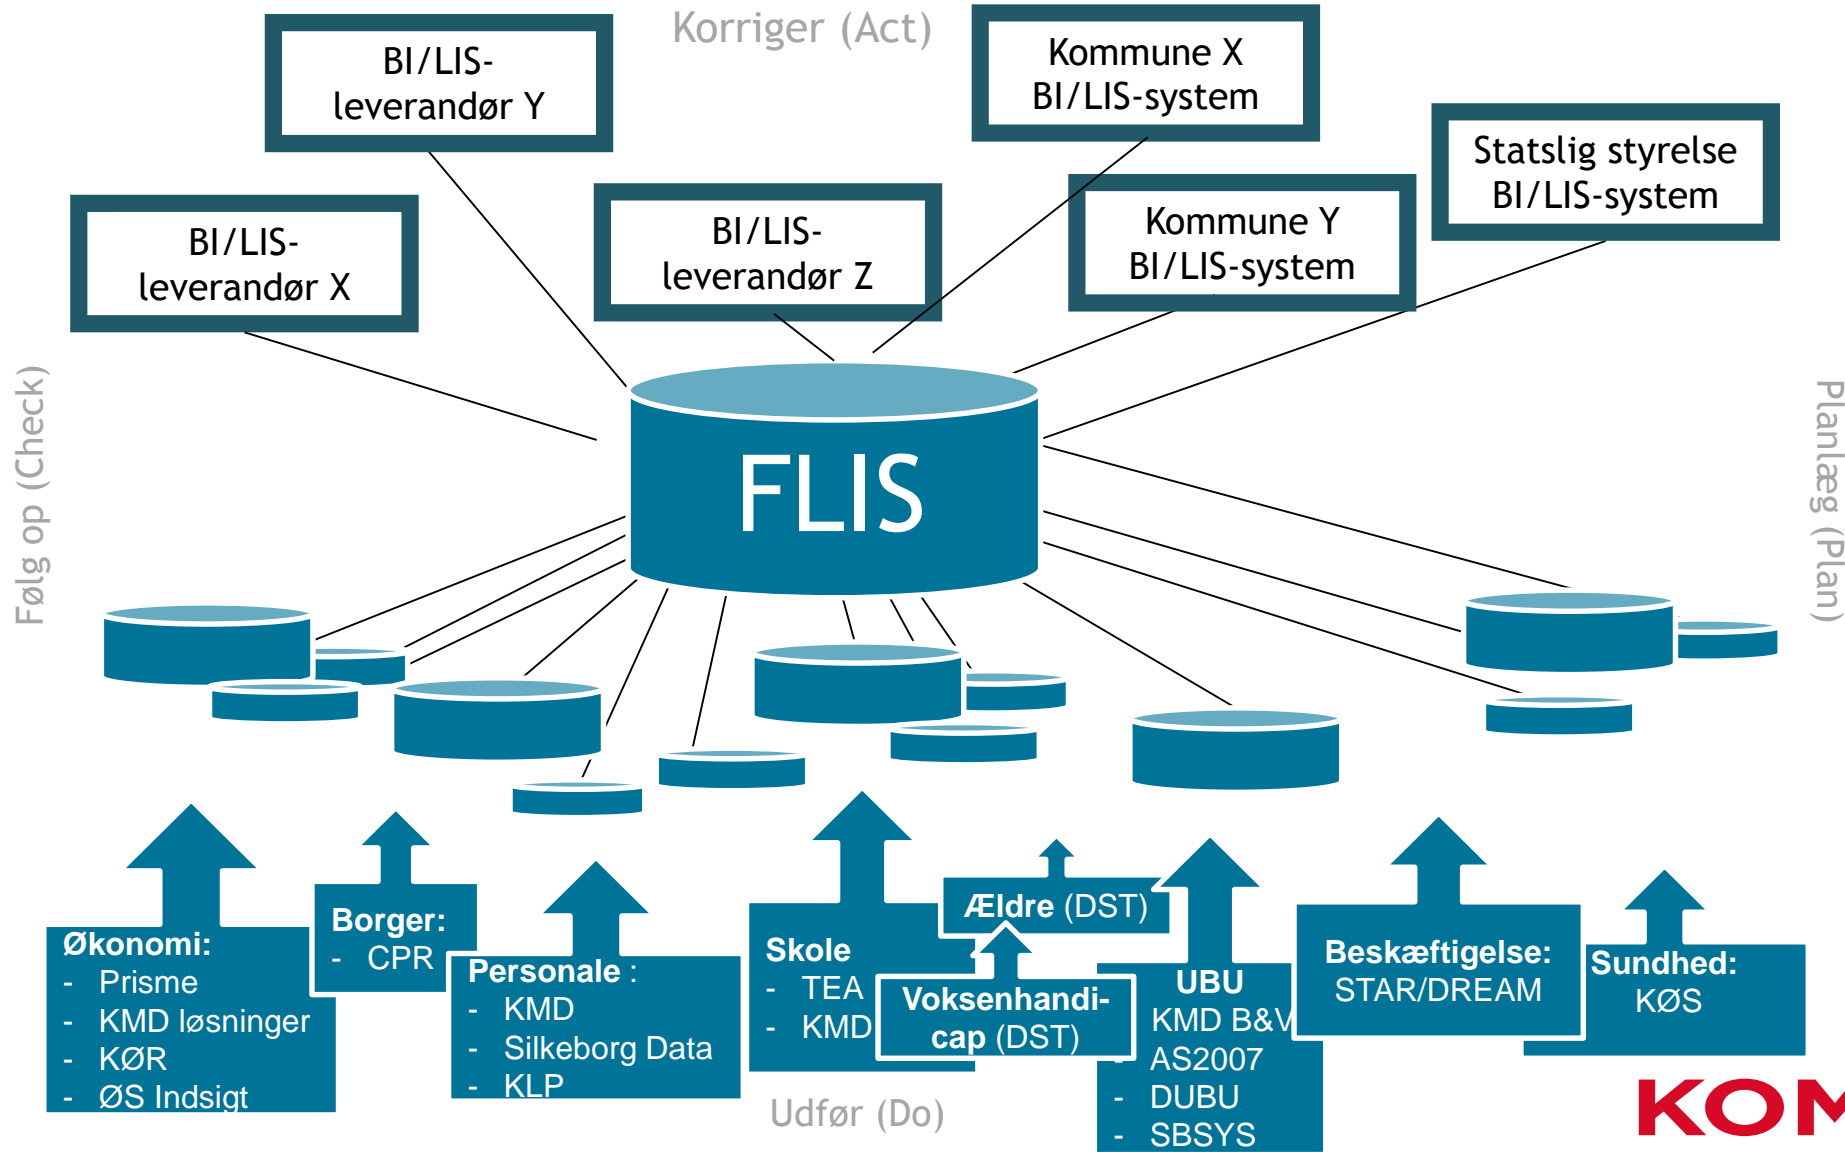 Korriger (Act)
BI/LIS-
leverandør Y
Kommune X
BI/LIS-system
Statslig styrelse
BI/LIS-system
BI/LIS-
leverandør X
BI/LIS-
leverandør Z
Kommune Y
BI/LIS-system
Følg op (Check)
Planlæg (Plan)
FLIS
Økonomi:
- Prisme
- KMD løsninger
- KØR
- ØS Indsigt
Borger:
- CPR
Personale :
- KMD
- Silkeborg Data
- KLP
Skole
- TEA
- KMD
Ældre (DST)
Voksenhandi-
cap (DST)
UBU
KMD B&V
- AS2007
- DUBU
- SBSYS
Beskæftigelse:
STAR/DREAM
Sundhed:
KØS
Udfør (Do)
KOM